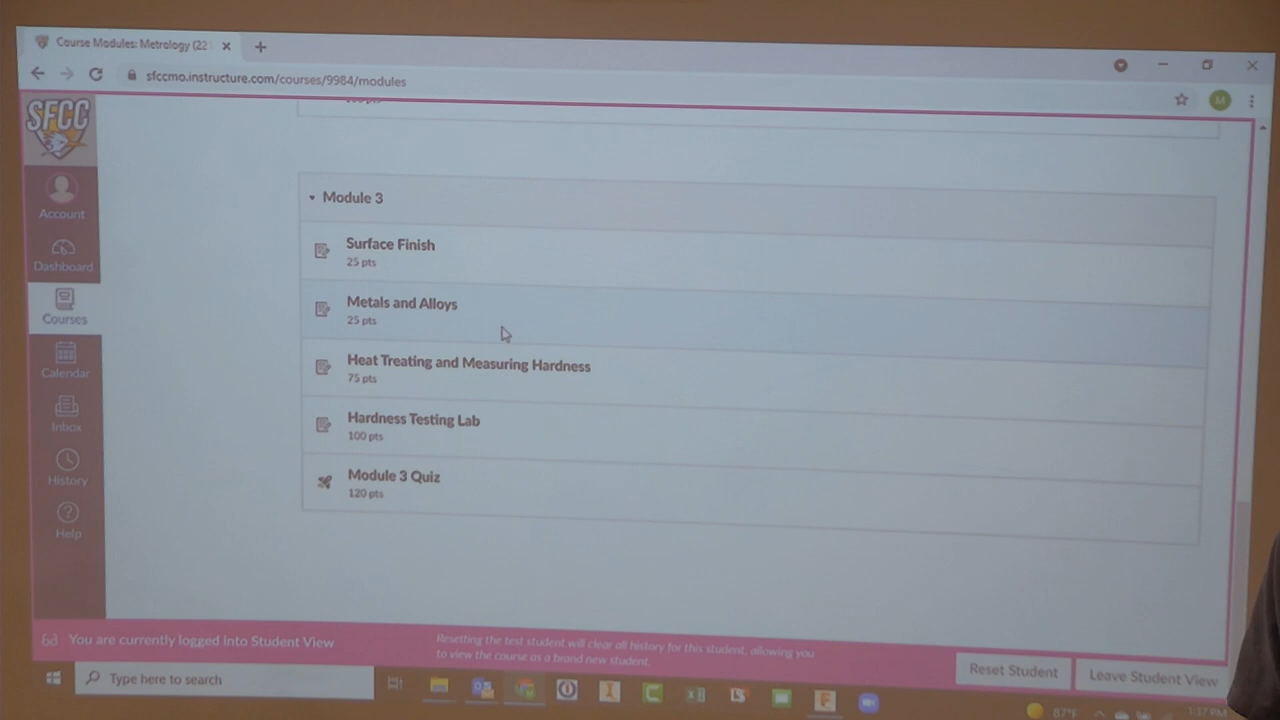 Course Modules: Metrology (22
sfccmo.instructure.com/courses/9984/modules
M
SFCC
Account
Dashboard
Courses
Calendar
Inbox
History
Help
Module 3
Surface Finish
25 pts
Metals and Alloys
25 pts
Heat Treating and Measuring Hardness
75 pts
Hardness Testing Lab
100 pts
Module 3 Quiz
120 pts
You are currently logged into Student View
Resetting the test student will clear all history for this student, allowing you
to view the course as a brand new student.
Reset Student
Leave Student View
Type here to search
87°F
1:37 PM